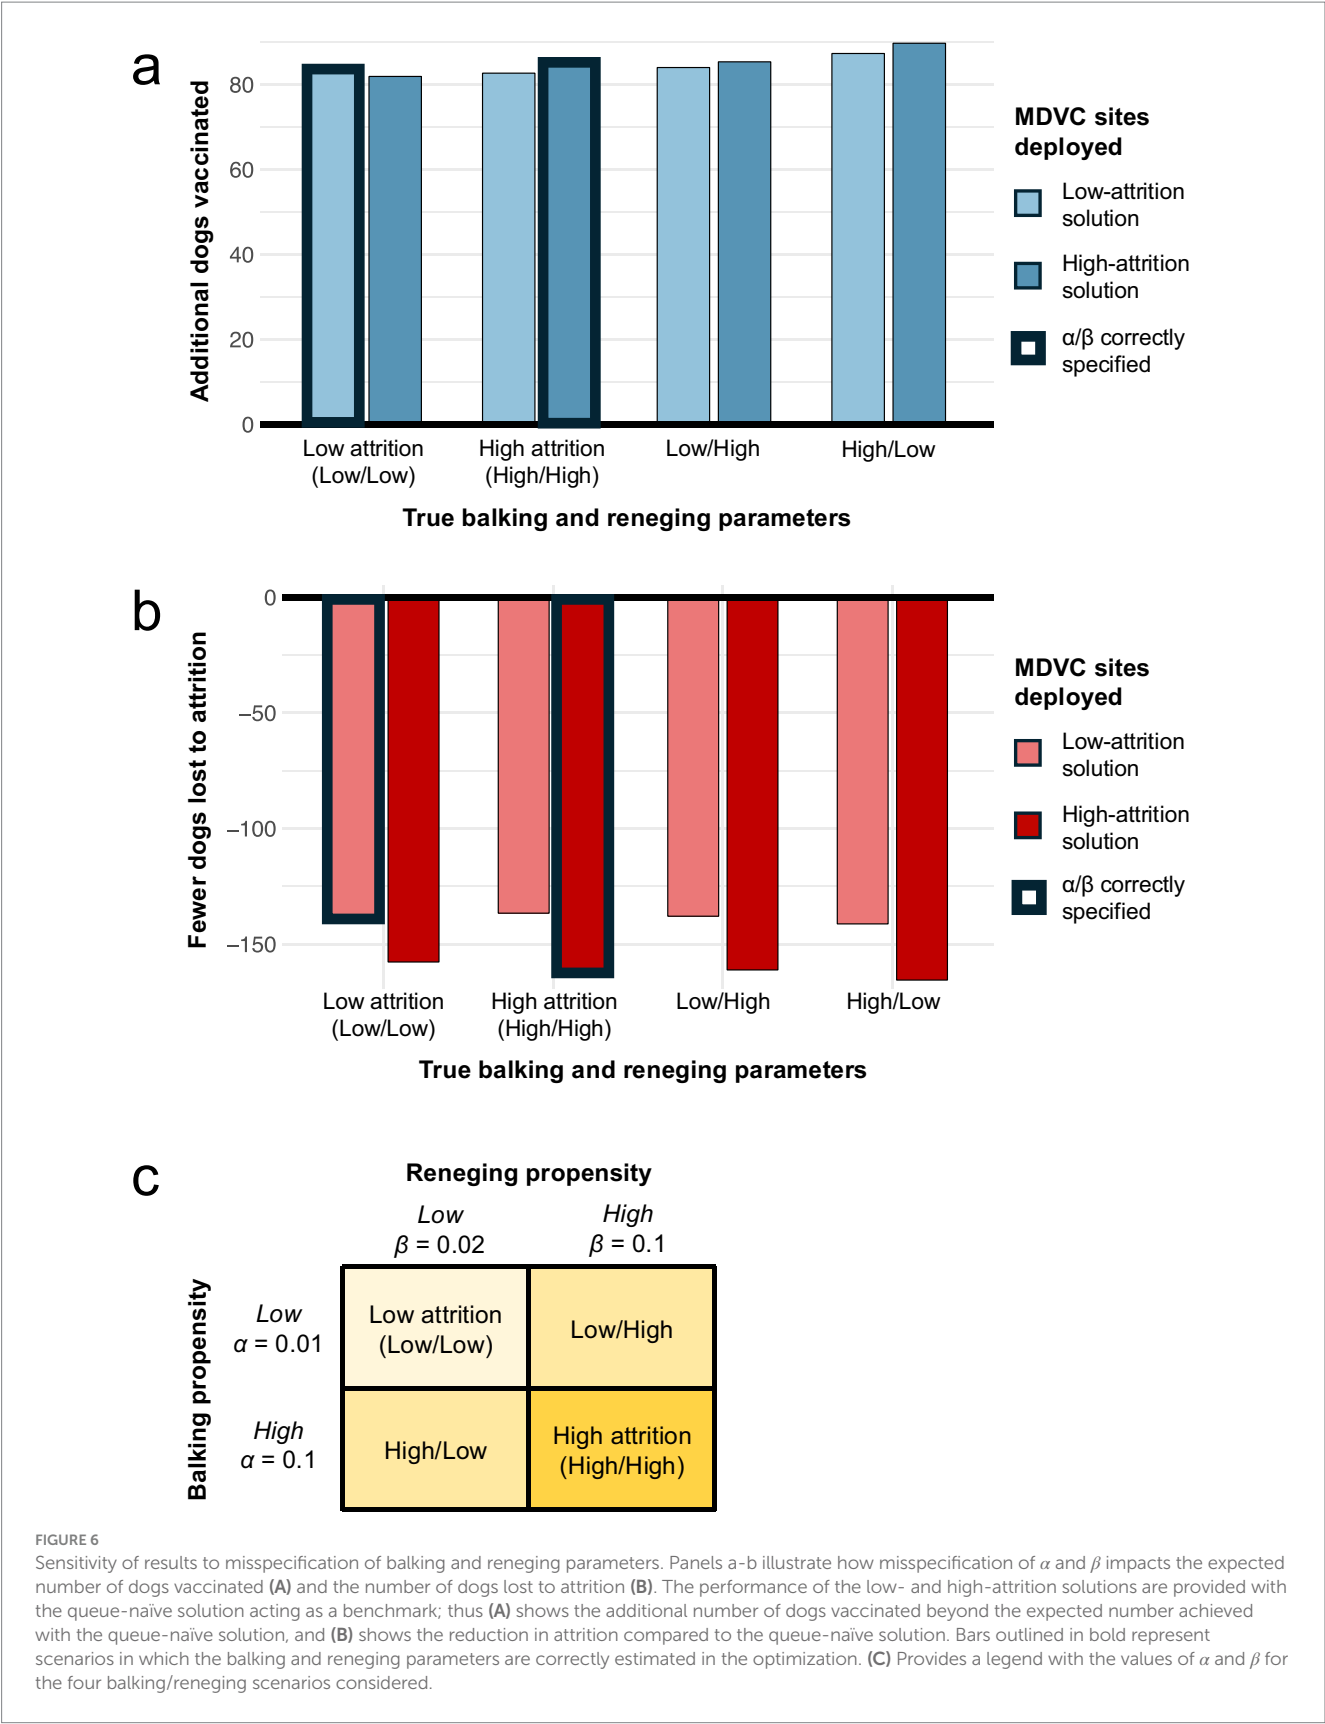 a
Additional dogs vaccinated
80
60
40
20
0
Low attrition
(Low/Low)
High attrition
(High/High)
Low/High
High/Low
True balking and reneging parameters
MDVC sites
deployed
Low-attrition
solution
High-attrition
solution
α/β correctly
specified
b
Fewer dogs lost to attrition
0
−50
−100
−150
Low attrition
(Low/Low)
High attrition
(High/High)
Low/High
High/Low
True balking and reneging parameters
MDVC sites
deployed
Low-attrition
solution
High-attrition
solution
α/β correctly
specified
c
Reneging propensity
Low
β = 0.02
High
β = 0.1
Balking propensity
Low
α = 0.01
Low attrition
(Low/Low)
Low/High
High
α = 0.1
High/Low
High attrition
(High/High)
FIGURE 6
Sensitivity of results to misspecification of balking and reneging parameters. Panels a-b illustrate how misspecification of α and β impacts the expected
number of dogs vaccinated (A) and the number of dogs lost to attrition (B). The performance of the low- and high-attrition solutions are provided with
the queue-naïve solution acting as a benchmark; thus (A) shows the additional number of dogs vaccinated beyond the expected number achieved
with the queue-naïve solution, and (B) shows the reduction in attrition compared to the queue-naïve solution. Bars outlined in bold represent
scenarios in which the balking and reneging parameters are correctly estimated in the optimization. (C) Provides a legend with the values of α and β for
the four balking/reneging scenarios considered.